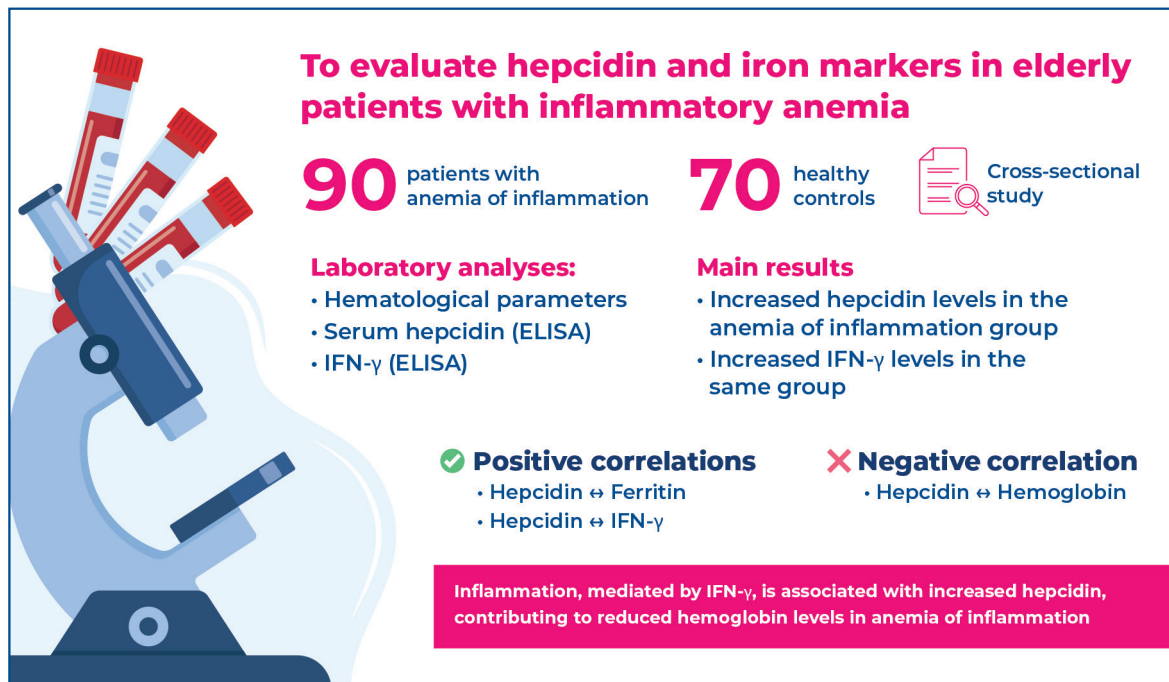 To evaluate hepcidin and iron markers in elderly
patients with inflammatory anemia
90 patients with
anemia of inflammation
70 healthy
controls
Cross-sectional
study
Laboratory analyses:
• Hematological parameters
• Serum hepcidin (ELISA)
• IFN-γ (ELISA)
Main results
• Increased hepcidin levels in the
anemia of inflammation group
• Increased IFN-γ levels in the
same group
Positive correlations
• Hepcidin ↔ Ferritin
• Hepcidin ↔ IFN-γ
Negative correlation
• Hepcidin ↔ Hemoglobin
Inflammation, mediated by IFN-γ, is associated with increased hepcidin,
contributing to reduced hemoglobin levels in anemia of inflammation